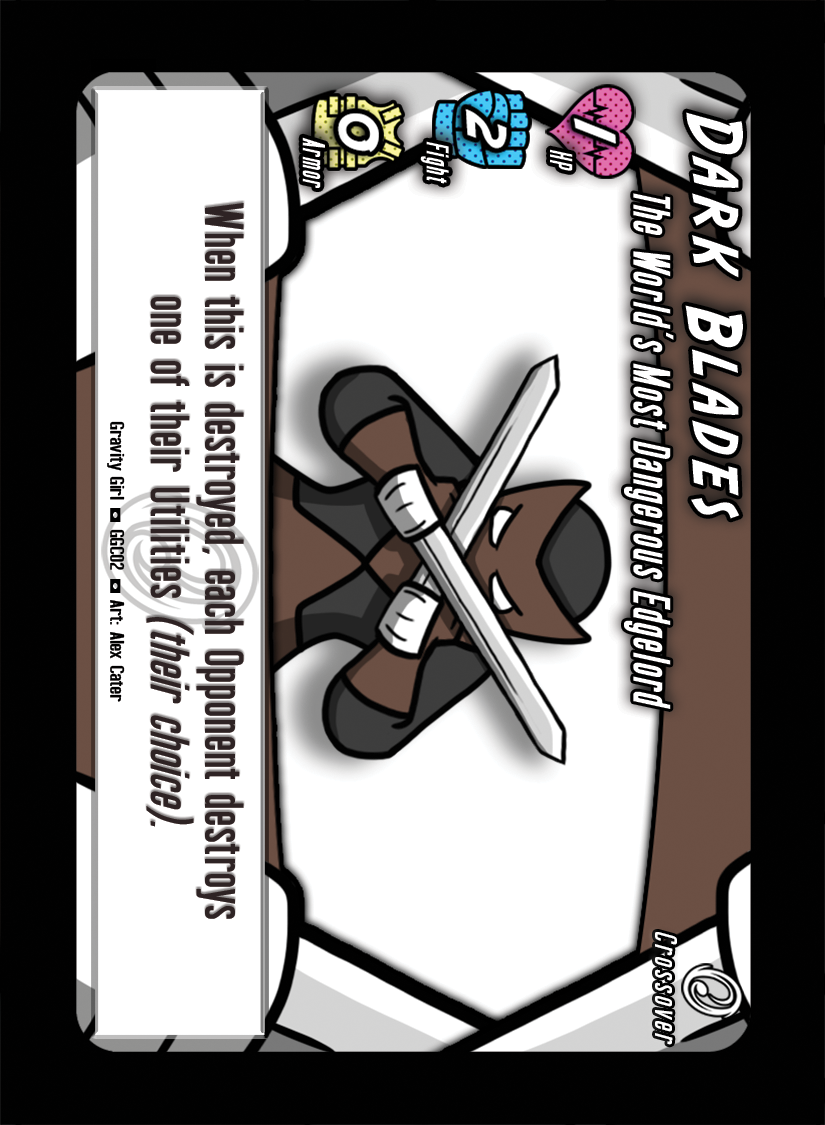 Dark Blades
The World's Most Dangerous Edgelord
Crossover
1
HP
2
Fight
0
Armor
When this is destroyed, each Opponent destroys
one of their Utilities (their choice).
Gravity Girl ◘ GGC02 ◘ Art: Alex Cater